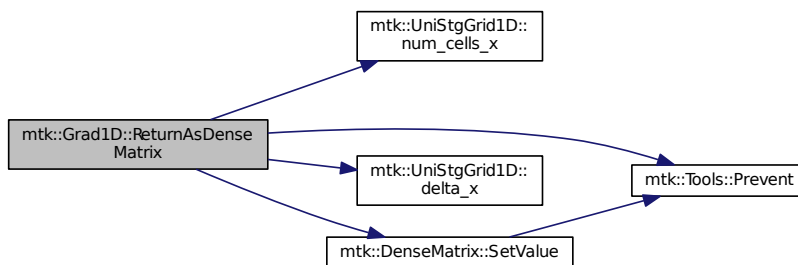 mtk::UniStgGrid1D::
num_cells_x
mtk::Grad1D::ReturnAsDense
Matrix
mtk::UniStgGrid1D::
delta_x
mtk::Tools::Prevent
mtk::DenseMatrix::SetValue